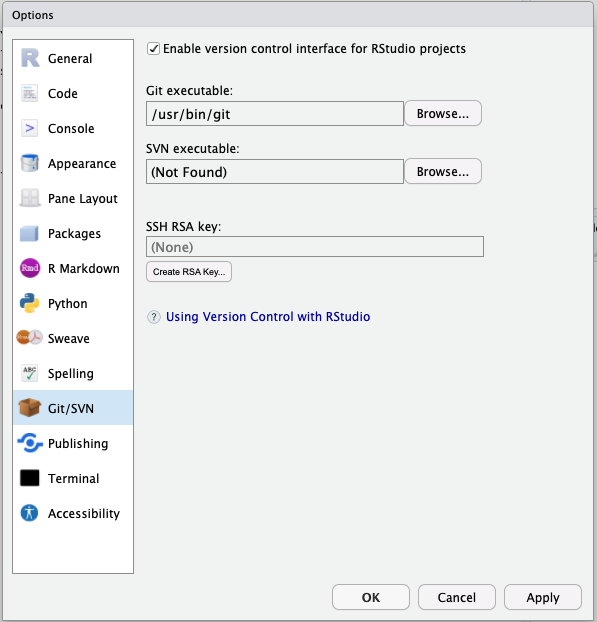 Options
General
Code
Console
Appearance
Pane Layout
Packages
Rmd R Markdown
Python
Sweave
ABC Spelling
Git/SVN
Publishing
Terminal
Accessibility
Enable version control interface for RStudio projects
Git executable:
/usr/bin/git Browse...
SVN executable:
(Not Found) Browse...
SSH RSA key:
(None)
Create RSA Key...
? Using Version Control with RStudio
OK Cancel Apply